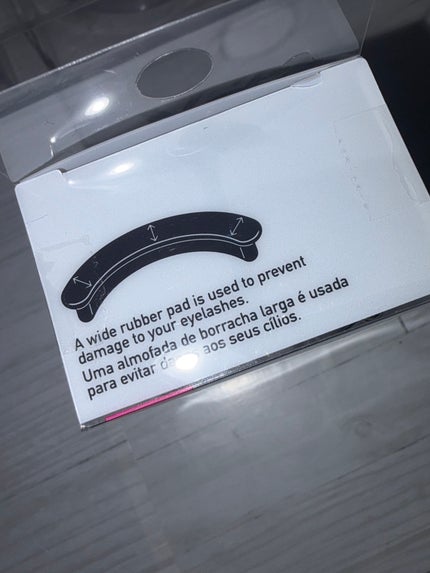 A wide rubber pad is used to prevent
damage to your eyelashes.
Uma almofada de borracha larga é usada
para evitar aos seus cílios.